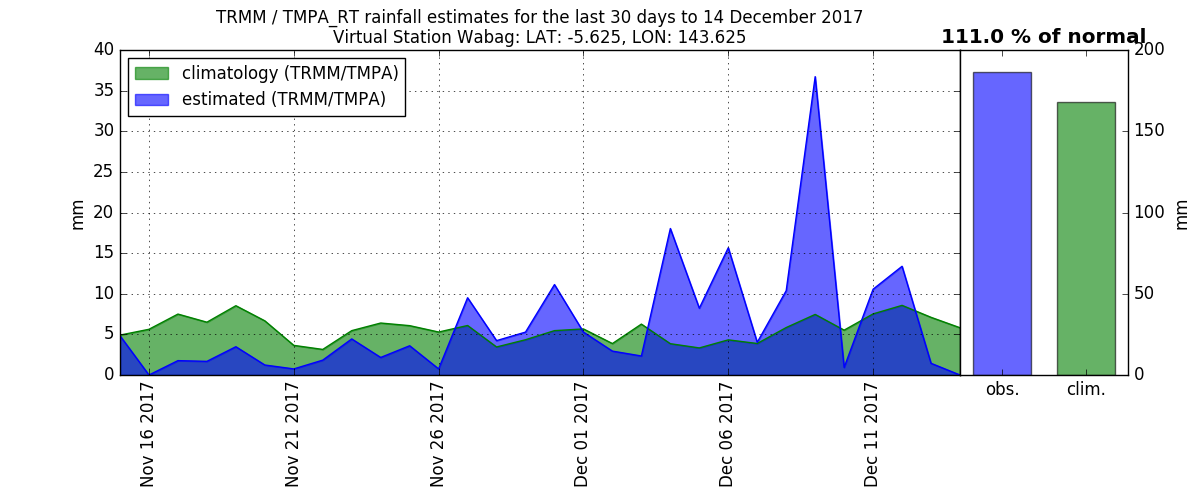 TRMM / TMPA_RT rainfall estimates for the last 30 days to 14 December 2017
Virtual Station Wabag: LAT: -5.625, LON: 143.625
111.0 % of normal
climatology (TRMM/TMPA)
estimated (TRMM/TMPA)
40
35
30
25
20
15
10
5
0
mm
Nov 16 2017
Nov 21 2017
Nov 26 2017
Dec 01 2017
Dec 06 2017
Dec 11 2017
200
150
100
50
0
mm
obs.
clim.